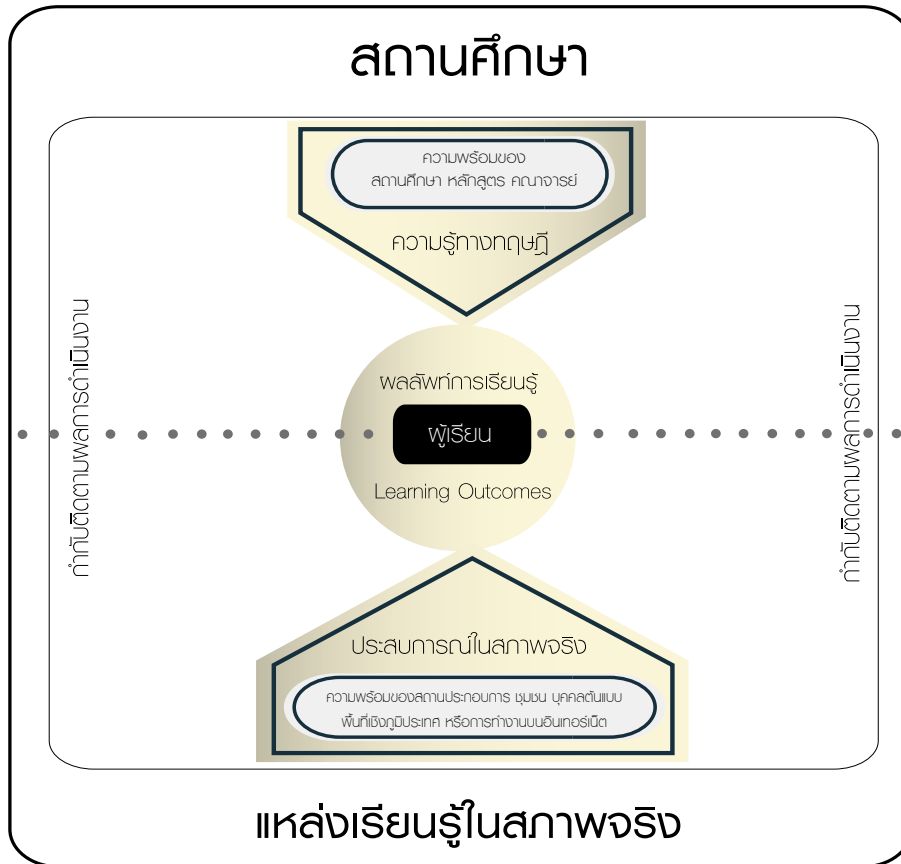 สถานศึกษา
ความพร้อมของ
สถานศึกษา หลักสูตร คณาจารย์
ความรู้ทางทฤษฎี
กำกับติดตามผลการดำเนินงาน
กำกับติดตามผลการดำเนินงาน
ผลลัพท์การเรียนรู้
ผู้เรียน
Learning Outcomes
ประสบการณ์ในสภาพจริง
ความพร้อมของสถานประกอบการ ชุมชน บุคคลต้นแบบ
พื้นที่เชิงภูมิประเทศ หรือการทำงานบนอินเทอร์เน็ต
แหล่งเรียนรู้ในสภาพจริง